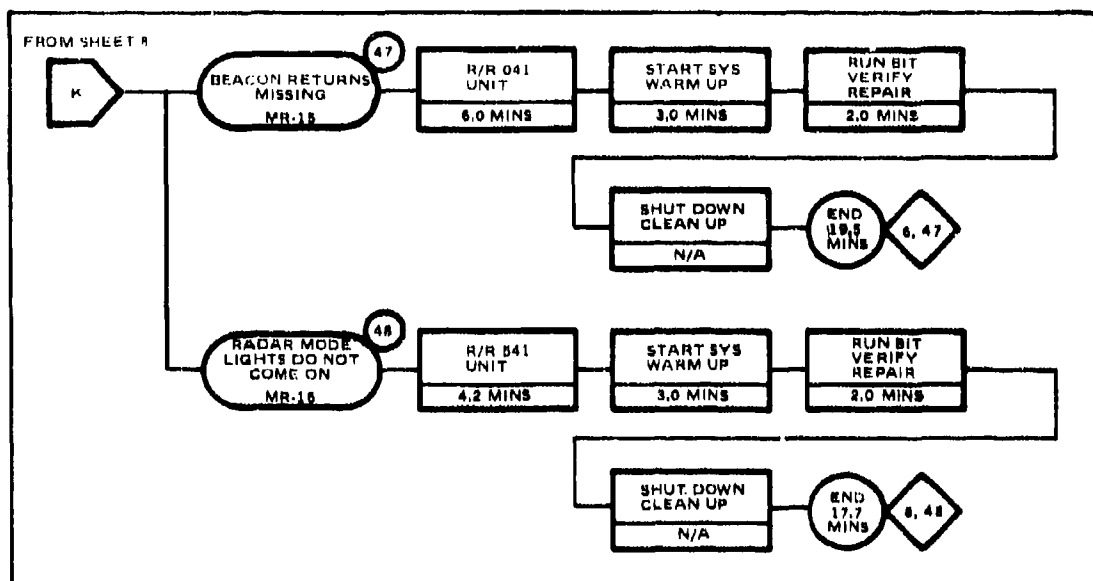 FROM SHEET 8
K
47
BEACON RETURNS
MISSING
MR-15
R/R 041
UNIT
6.0 MINS
START SYS
WARM UP
3.0 MINS
RUN BIT
VERIFY
REPAIR
2.0 MINS
SHUT DOWN
CLEAN UP
N/A
END
19.5
MINS
6, 47
48
RADAR MODE
LIGHTS DO NOT
COME ON
MR-16
R/R 541
UNIT
4.2 MINS
START SYS
WARM UP
3.0 MINS
RUN BIT
VERIFY
REPAIR
2.0 MINS
SHUT DOWN
CLEAN UP
N/A
END
17.7
MINS
48